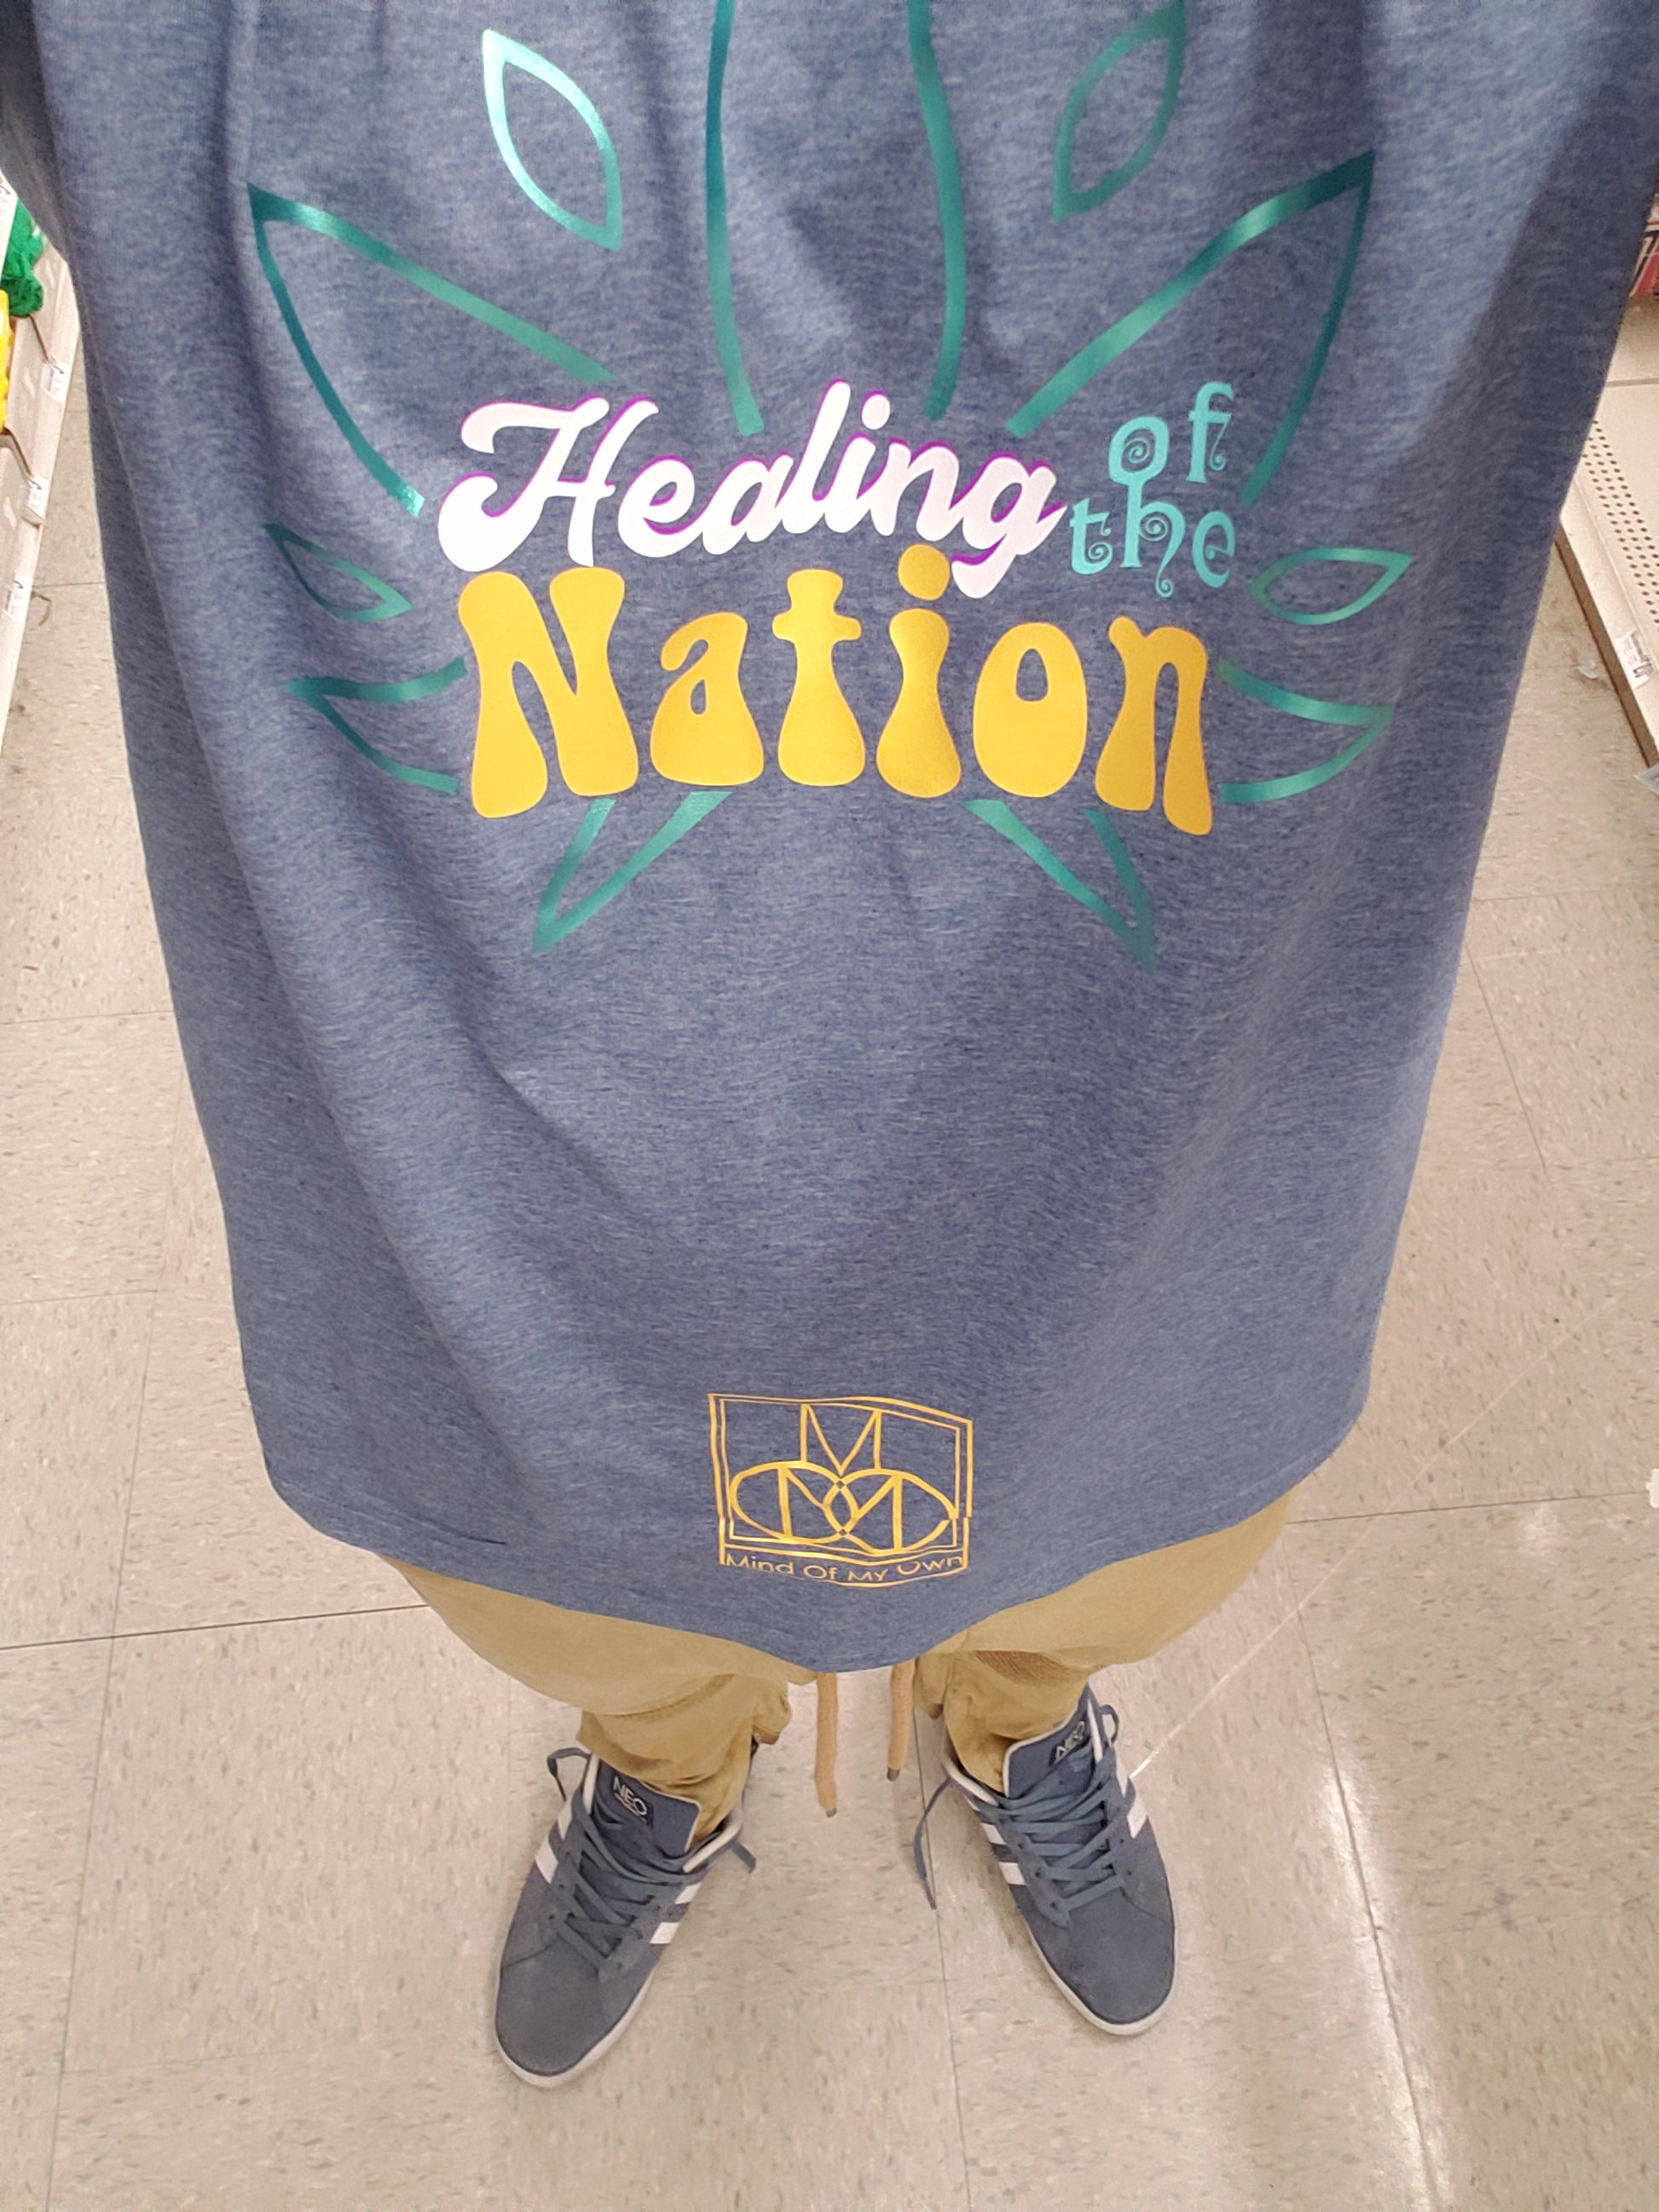 Healing of
the
Nation
M
Mind Of My Own
NEO
NEO